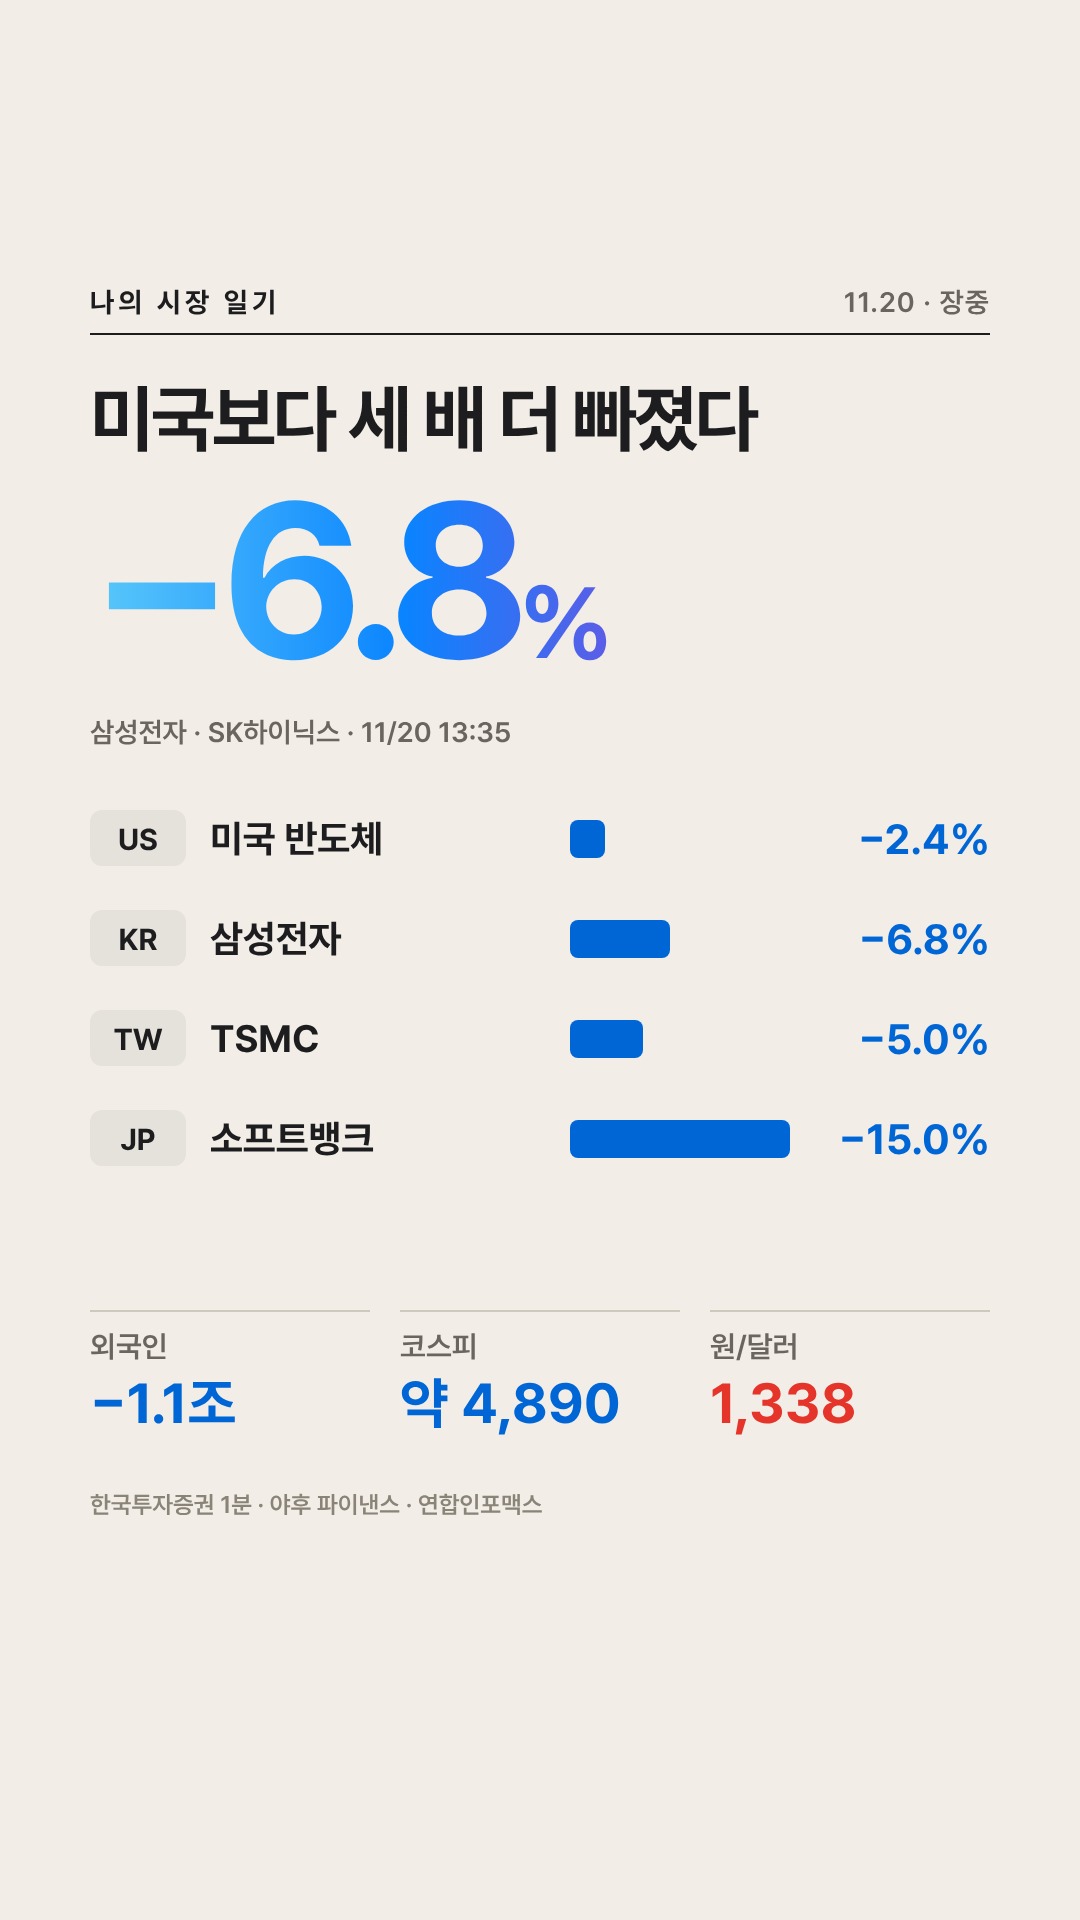 나의 시장 일기 11.20 · 장중
미국보다 세 배 더 빠졌다
−6.8%
삼성전자 · SK하이닉스 · 11/20 13:35
US 미국 반도체 −2.4%
KR 삼성전자 −6.8%
TW TSMC −5.0%
JP 소프트뱅크 −15.0%
외국인 코스피 원/달러
−1.1조 약 4,890 1,338
한국투자증권 1분 · 야후 파이낸스 · 연합인포맥스